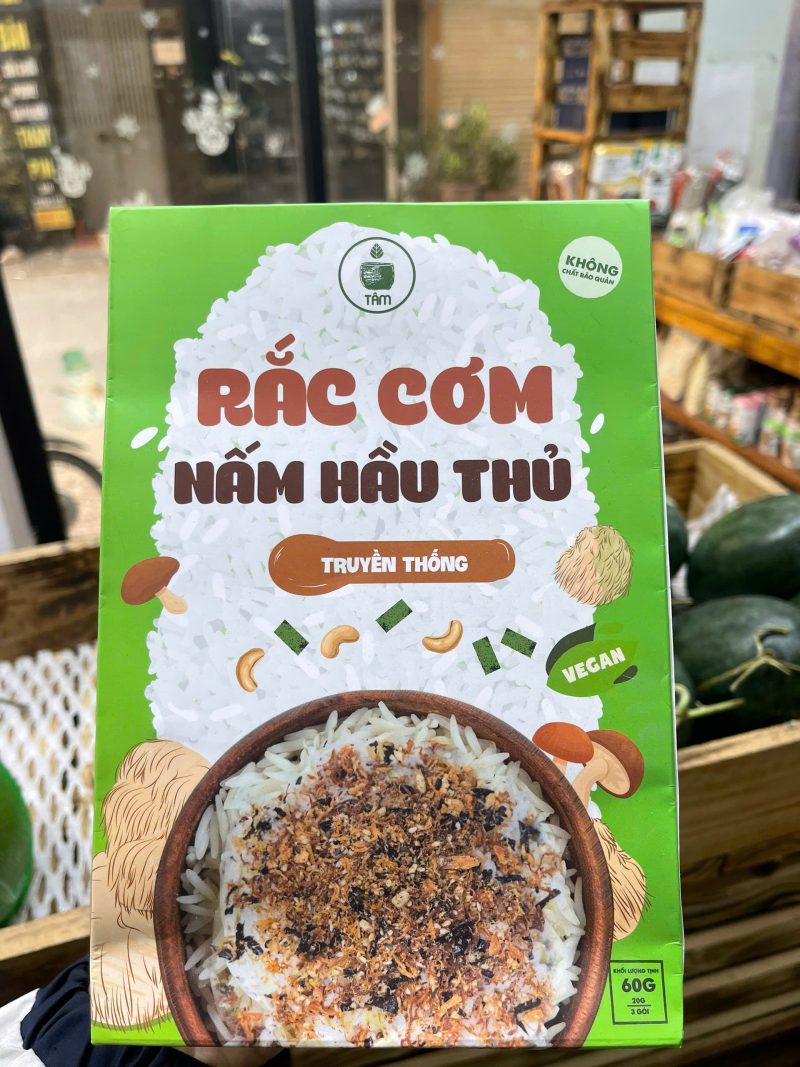 TÂM
KHÔNG
CHẤT BẢO QUẢN
RẮC CƠM
NẤM HẦU THỦ
TRUYỀN THỐNG
VEGAN
KHỐI LƯỢNG TỊNH
60G
20G
3 GÓI